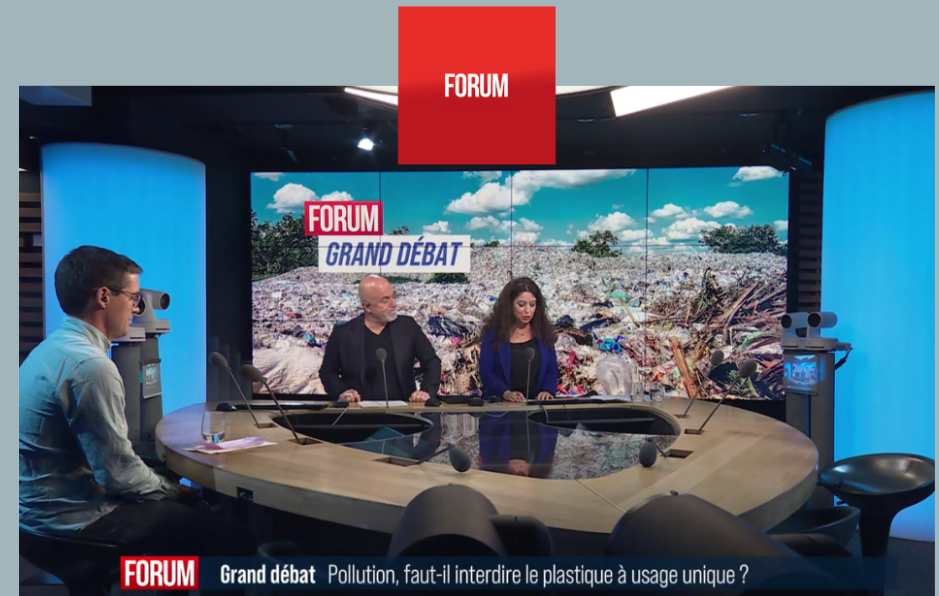 FORUM
FORUM
GRAND DÉBAT
FORUM Grand débat Pollution, faut-il interdire le plastique à usage unique ?